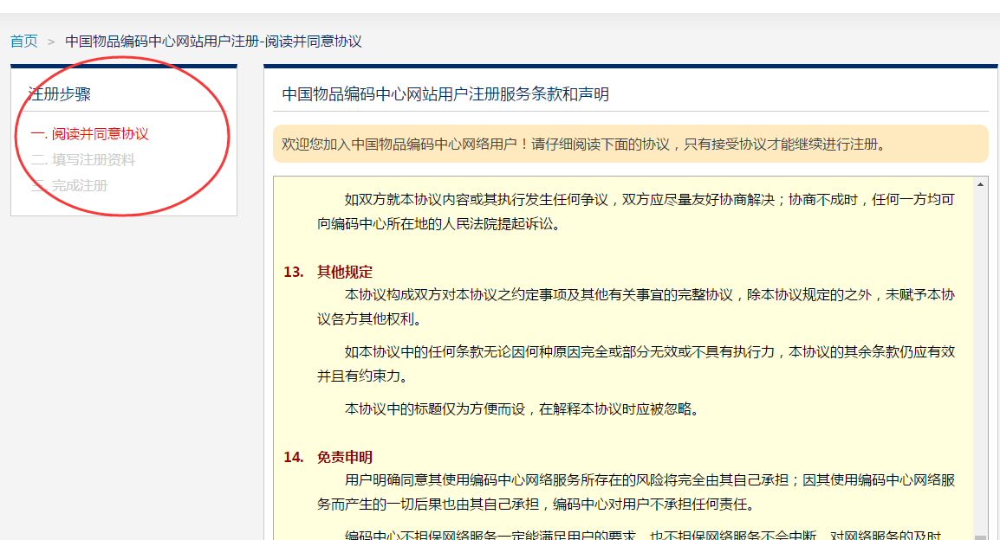 首页 > 中国物品编码中心网站用户注册-阅读并同意协议
注册步骤
一. 阅读并同意协议
二. 填写注册资料
三. 完成注册
中国物品编码中心网站用户注册服务条款和声明
欢迎您加入中国物品编码中心网络用户！请仔细阅读下面的协议，只有接受协议才能继续进行注册。
如双方就本协议内容或其执行发生任何争议，双方应尽量友好协商解决；协商不成时，任何一方均可
向编码中心所在地的人民法院提起诉讼。
13. 其他规定
本协议构成双方对本协议之约定事项及其他有关事宜的完整协议，除本协议规定的之外，未赋予本协
议各方其他权利。
如本协议中的任何条款无论因何种原因完全或部分无效或不具有执行力，本协议的其余条款仍应有效
并且有约束力。
本协议中的标题仅为方便而设，在解释本协议时应被忽略。
14. 免责申明
用户明确同意其使用编码中心网络服务所存在的风险将完全由其自己承担；因其使用编码中心网络服
务而产生的一切后果也由其自己承担，编码中心对用户不承担任何责任。
编码中心不担保网络服务一定能满足用户的要求，也不担保网络服务不会中断，对网络服务的及时